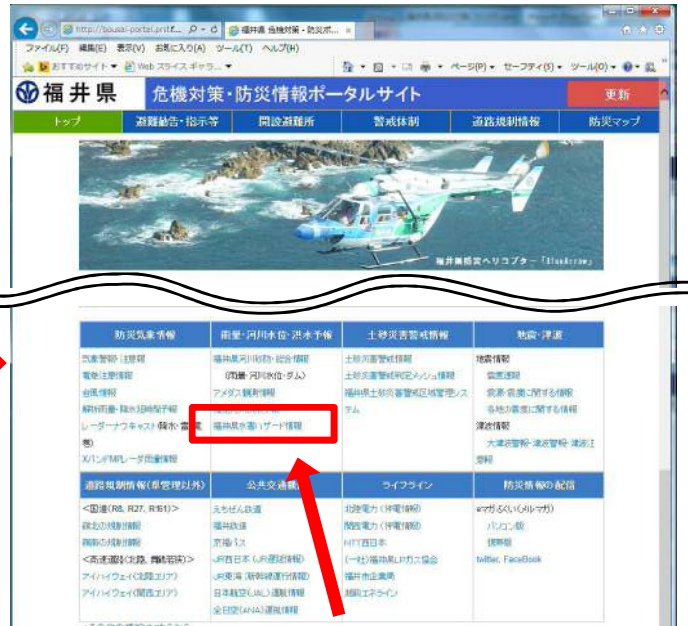 http://bousai-portal.pref.f...
福井県 危機対策・防災ポ...
ファイル(F) 編集(E) 表示(V) お気に入り(A) ツール(T) ヘルプ(H)
おすすめサイト▼ Web スライス ギャラ... ▼
ページ(P)▼ セーフティ(S)▼ ツール(O)▼
福井県 危機対策・防災情報ポータルサイト 更新
トップ 避難勧告・指示等 開設避難所 警戒体制 道路規制情報 防災マップ
福井県防災ヘリコプター「BlueArrow」
防災気象情報 雨量・河川水位・洪水予報 土砂災害警戒情報 地震・津波
気象警報・注意報 福井県河川砂防・総合情報 土砂災害警戒情報 地震情報
竜巻注意情報 (雨量・河川水位・ダム) 土砂災害警戒判定メッシュ情報 震度速報
台風情報 アメダス観測情報 福井県土砂災害警戒区域管理システム 震源・震度に関する情報
解析雨量・降水短時間予報 各地の震度に関する情報
レーダーナウキャスト(降水・雷・竜巻) 福井県水害ハザード情報 津波情報
大津波警報・津波警報・津波注意報
XバンドMPレーダ雨量情報
道路規制情報(県管理以外) 公共交通機 ライフライン 防災情報の配信
<国道(R8, R27, R161)> えちぜん鉄道 北陸電力(停電情報) eマガふくい(メルマガ)
嶺北の規制情報 福井鉄道 関西電力(停電情報) パソコン版
嶺南の規制情報 京福バス NTT西日本 携帯版
<高速道路(北陸, 舞鶴若狭)> JR西日本(JR運行情報) (一社)福井県LPガス協会 twitter, FaceBook
アイハイウェイ(北陸エリア) JR東海(新幹線運行情報) 福井市企業局
アイハイウェイ(関西エリア) 日本航空(JAL)運航情報 越前エネライン
全日空(ANA)運航情報